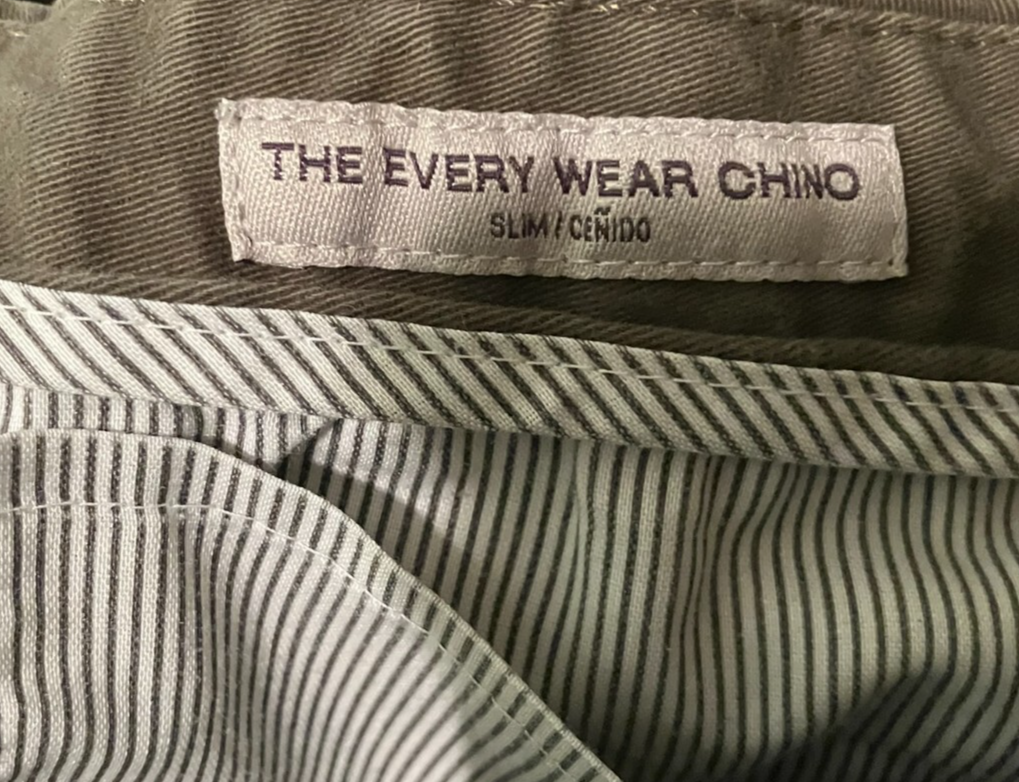 THE EVERY WEAR CHINO
SLIM / CEÑIDO